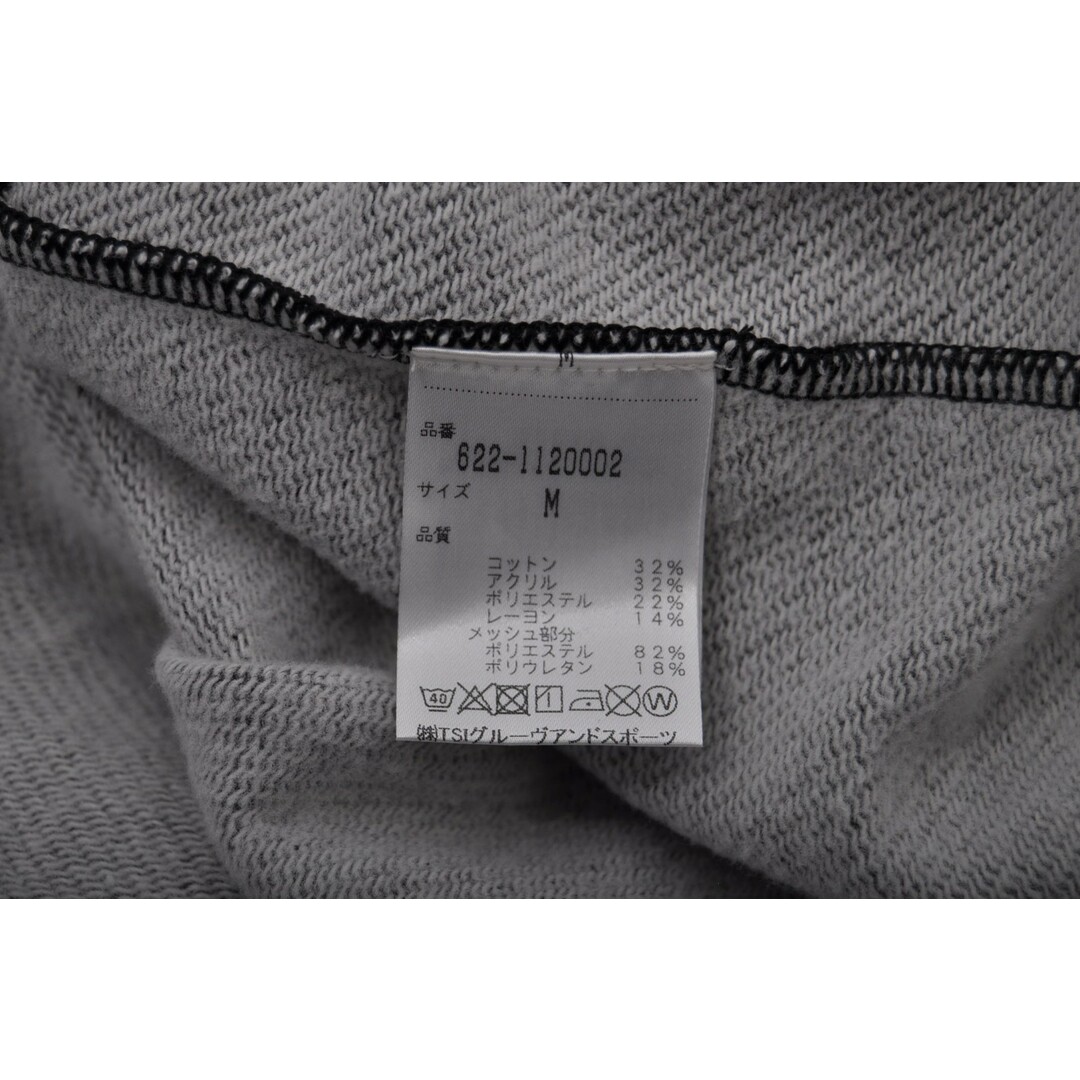 M
品番
622-1120002
サイズ
M
品質
コットン 32%
アクリル 32%
ポリエステル 22%
レーヨン 14%
メッシュ部分
ポリエステル 82%
ポリウレタン 18%
40 W
㈱TSIグルーヴアンドスポーツ